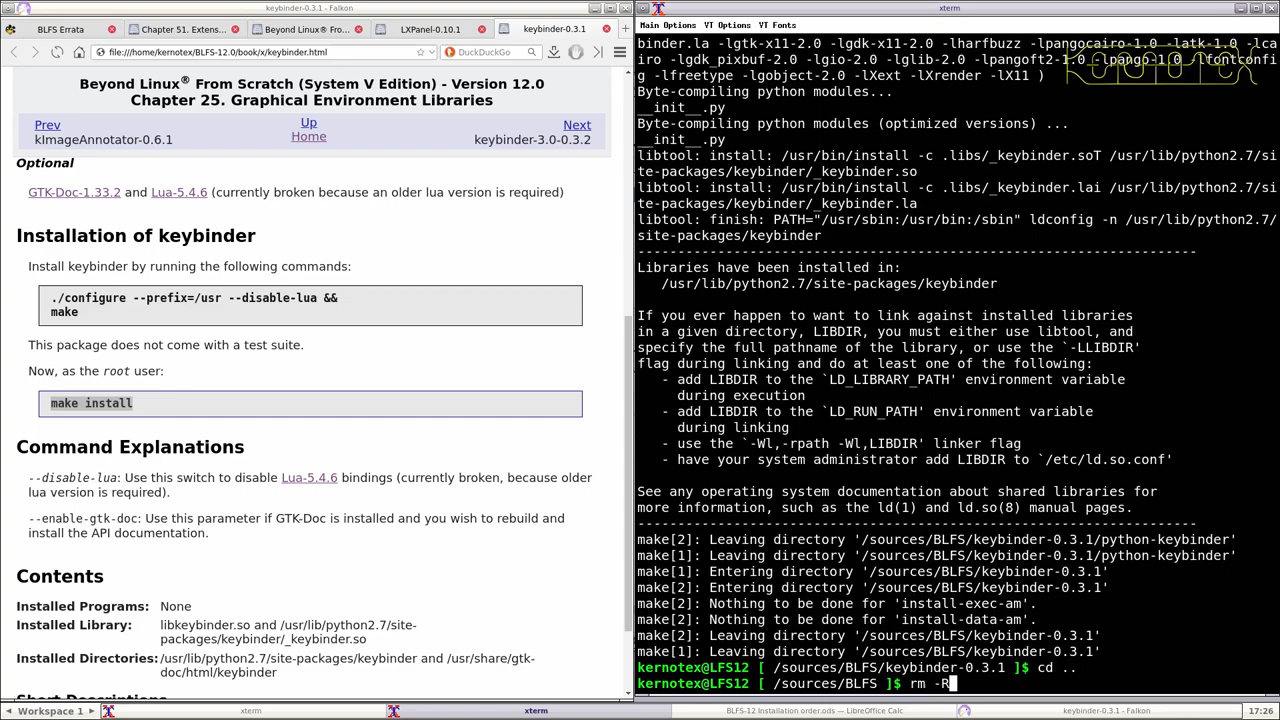 keybinder-0.3.1 - Falkon
xterm
BLFS Errata
Chapter 51. Extensi...
Beyond Linux® Fro...
LXPanel-0.10.1
keybinder-0.3.1
Main Options VT Options VT Fonts
file:///home/kernotex/BLFS-12.0/book/x/keybinder.html
DuckDuckGo
Beyond Linux® From Scratch (System V Edition) - Version 12.0
Chapter 25. Graphical Environment Libraries
Prev
Up
Next
kImageAnnotator-0.6.1
Home
keybinder-3.0-0.3.2
Optional
GTK-Doc-1.33.2 and Lua-5.4.6 (currently broken because an older lua version is required)
Installation of keybinder
Install keybinder by running the following commands:
./configure --prefix=/usr --disable-lua &&
make
This package does not come with a test suite.
Now, as the root user:
make install
Command Explanations
--disable-lua: Use this switch to disable Lua-5.4.6 bindings (currently broken, because older
lua version is required).
--enable-gtk-doc: Use this parameter if GTK-Doc is installed and you wish to rebuild and
install the API documentation.
Contents
Installed Programs: None
Installed Library: libkeybinder.so and /usr/lib/python2.7/site-
packages/keybinder/_keybinder.so
Installed Directories: /usr/lib/python2.7/site-packages/keybinder and /usr/share/gtk-
doc/html/keybinder
Short Descriptions
binder.la -lgtk-x11-2.0 -lgdk-x11-2.0 -lharfbuzz -lpangocairo-1.0 -latk-1.0 -lca
iro -lgdk_pixbuf-2.0 -lgio-2.0 -lglib-2.0 -lpangoft2-1.0 -lpango-1.0 -lfontconfi
g -lfreetype -lgobject-2.0 -lXext -lXrender -lX11 )
Byte-compiling python modules...
__init__.py
Byte-compiling python modules (optimized versions) ...
__init__.py
libtool: install: /usr/bin/install -c .libs/_keybinder.soT /usr/lib/python2.7/si
te-packages/keybinder/_keybinder.so
libtool: install: /usr/bin/install -c .libs/_keybinder.lai /usr/lib/python2.7/si
te-packages/keybinder/_keybinder.la
libtool: finish: PATH="/usr/sbin:/usr/bin:/sbin" ldconfig -n /usr/lib/python2.7/
site-packages/keybinder
----------------------------------------------------------------------
Libraries have been installed in:
/usr/lib/python2.7/site-packages/keybinder
If you ever happen to want to link against installed libraries
in a given directory, LIBDIR, you must either use libtool, and
specify the full pathname of the library, or use the `-LLIBDIR'
flag during linking and do at least one of the following:
- add LIBDIR to the `LD_LIBRARY_PATH' environment variable
during execution
- add LIBDIR to the `LD_RUN_PATH' environment variable
during linking
- use the `-Wl,-rpath -Wl,LIBDIR' linker flag
- have your system administrator add LIBDIR to `/etc/ld.so.conf'
See any operating system documentation about shared libraries for
more information, such as the ld(1) and ld.so(8) manual pages.
----------------------------------------------------------------------
make[2]: Leaving directory '/sources/BLFS/keybinder-0.3.1/python-keybinder'
make[1]: Leaving directory '/sources/BLFS/keybinder-0.3.1/python-keybinder'
make[1]: Entering directory '/sources/BLFS/keybinder-0.3.1'
make[2]: Entering directory '/sources/BLFS/keybinder-0.3.1'
make[2]: Nothing to be done for 'install-exec-am'.
make[2]: Nothing to be done for 'install-data-am'.
make[2]: Leaving directory '/sources/BLFS/keybinder-0.3.1'
make[1]: Leaving directory '/sources/BLFS/keybinder-0.3.1'
kernotex@LFS12 [ /sources/BLFS/keybinder-0.3.1 ]$ cd ..
kernotex@LFS12 [ /sources/BLFS ]$ rm -R
Workspace 1
xterm
xterm
BLFS-12 Installation order.ods — LibreOffice Calc
keybinder-0.3.1 - Falkon
17:26